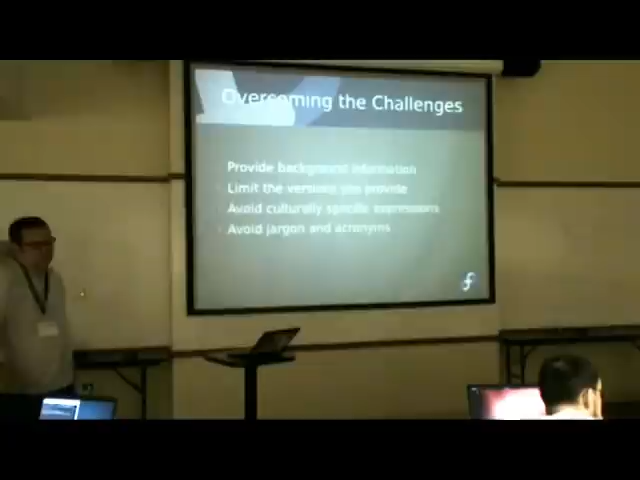 Overcoming the Challenges
Provide background information
Limit the versions you provide
Avoid culturally specific expressions
Avoid jargon and acronyms